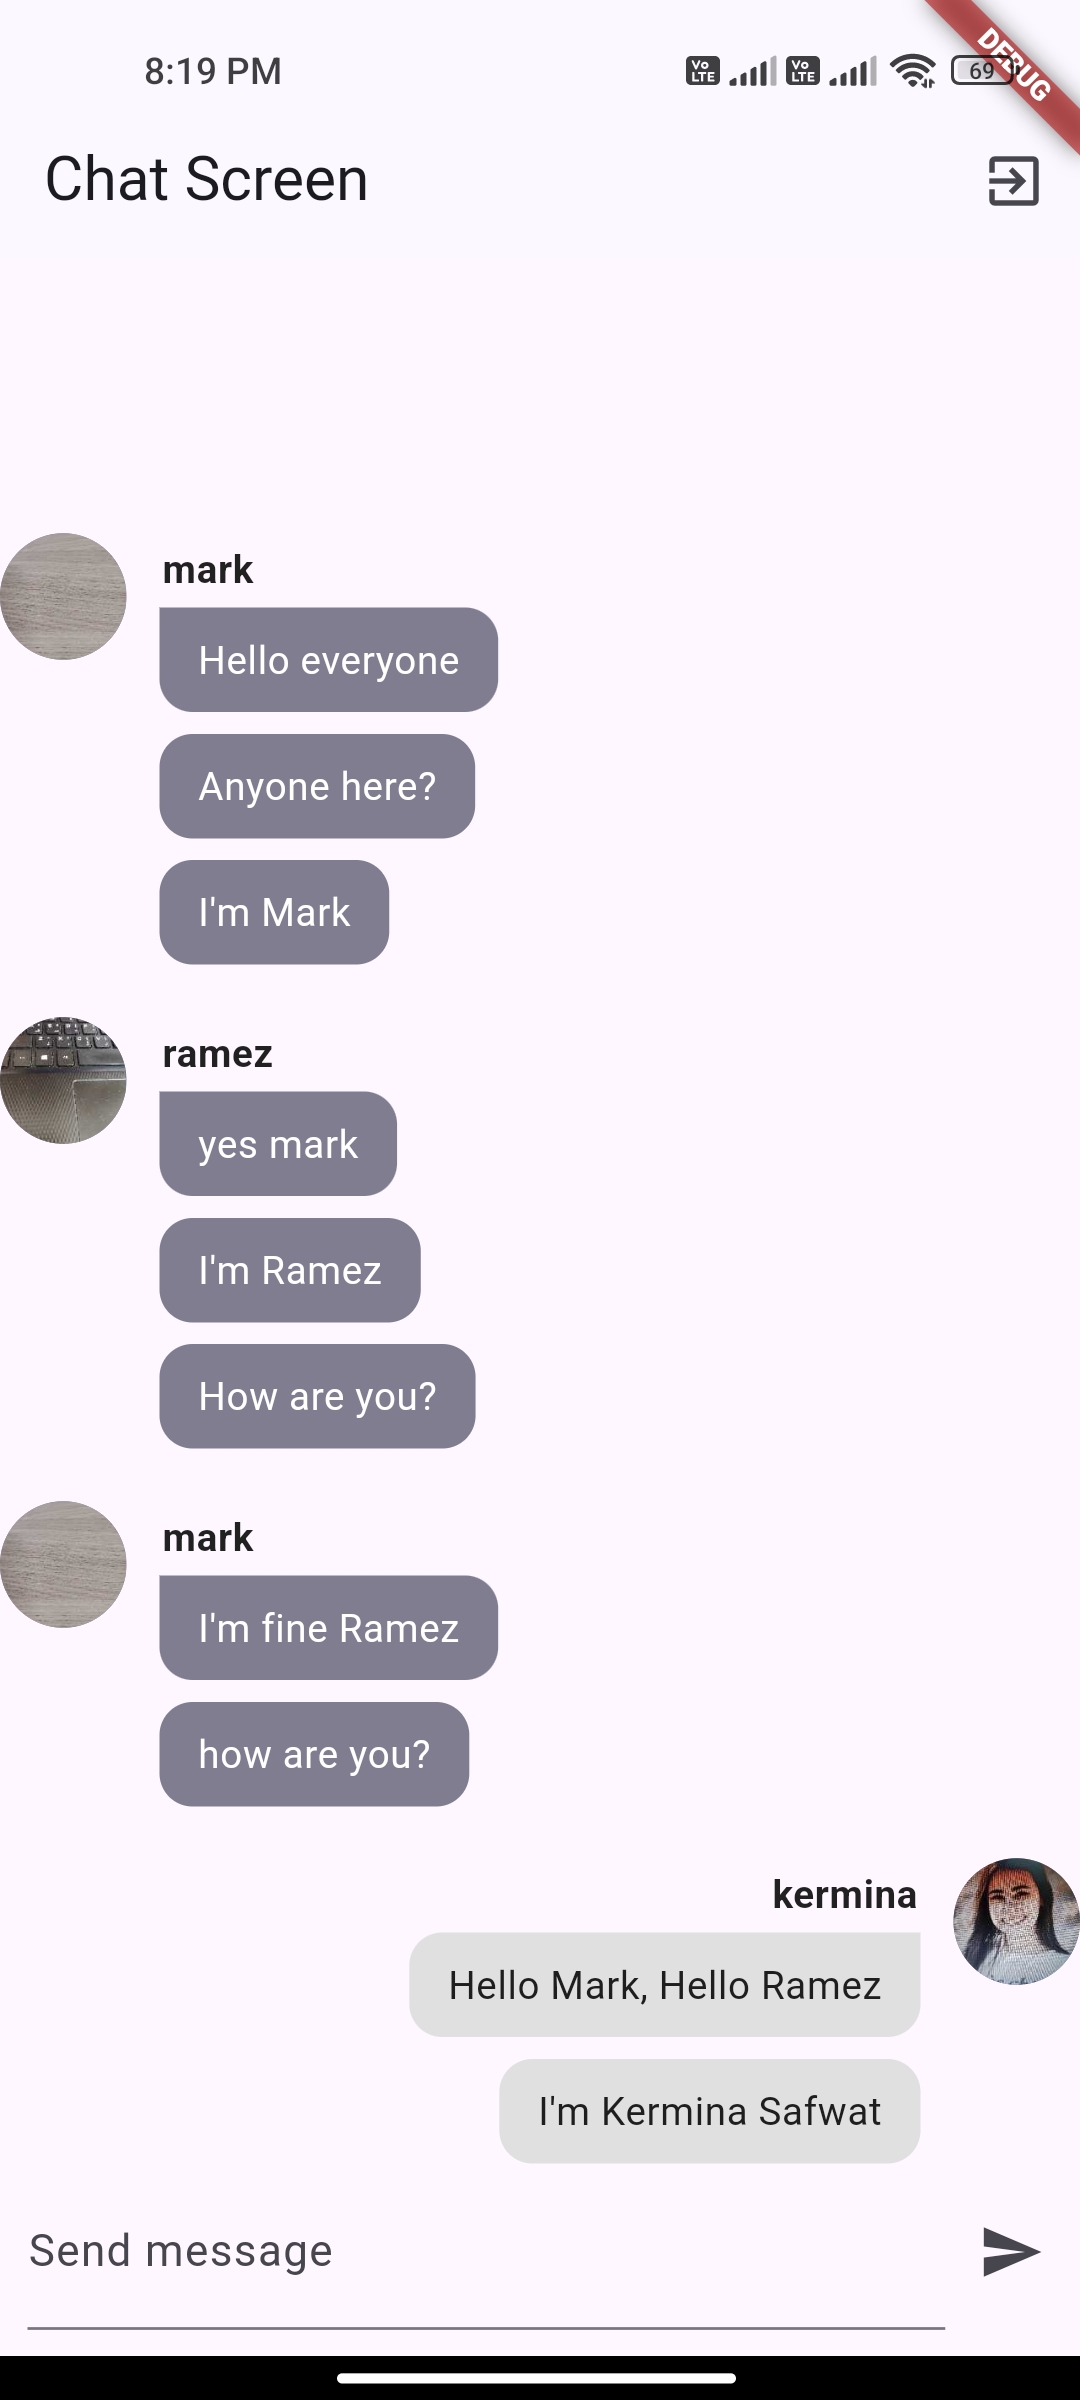 8:19 PM
Vo LTE
Vo LTE
69
DEBUG
Chat Screen
mark
Hello everyone
Anyone here?
I'm Mark
ramez
yes mark
I'm Ramez
How are you?
mark
I'm fine Ramez
how are you?
kermina
Hello Mark, Hello Ramez
I'm Kermina Safwat
Send message